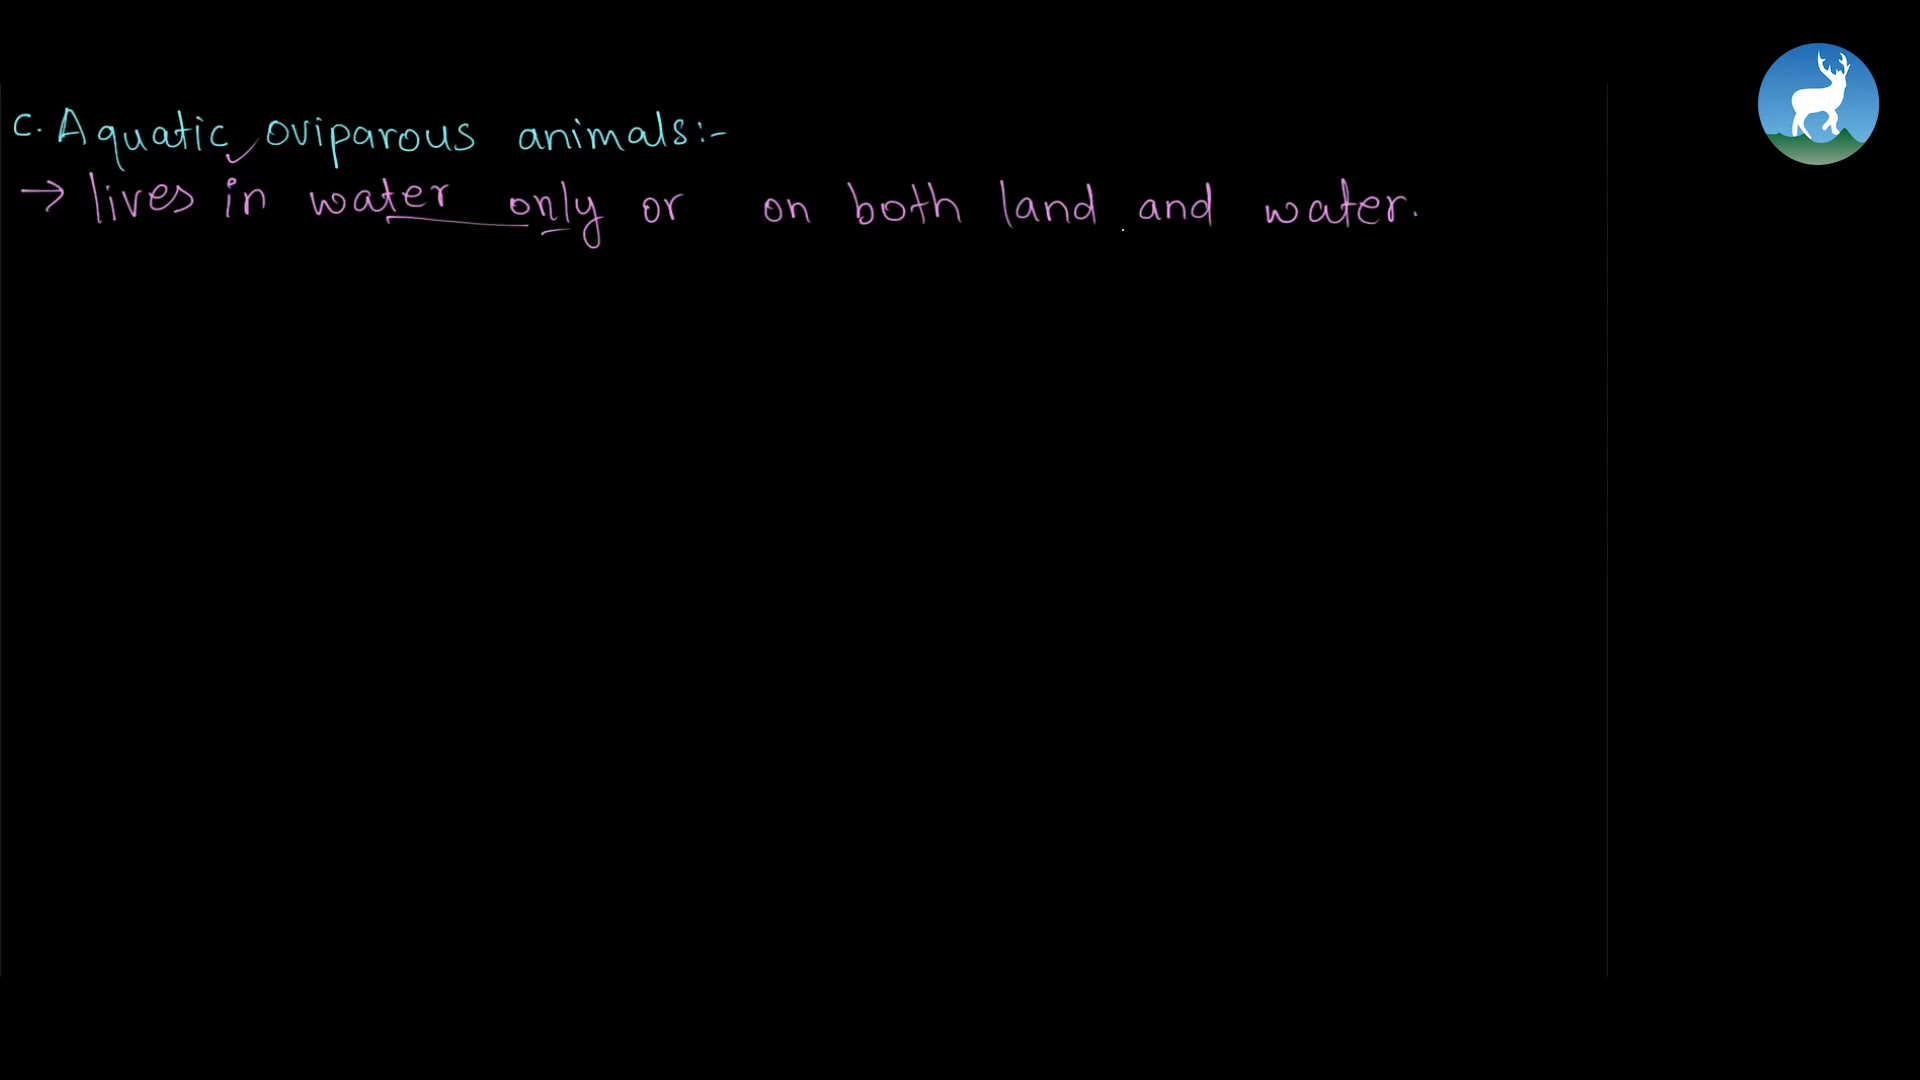 c. Aquatic oviparous animals:-
→ lives in water only or on both land and water.